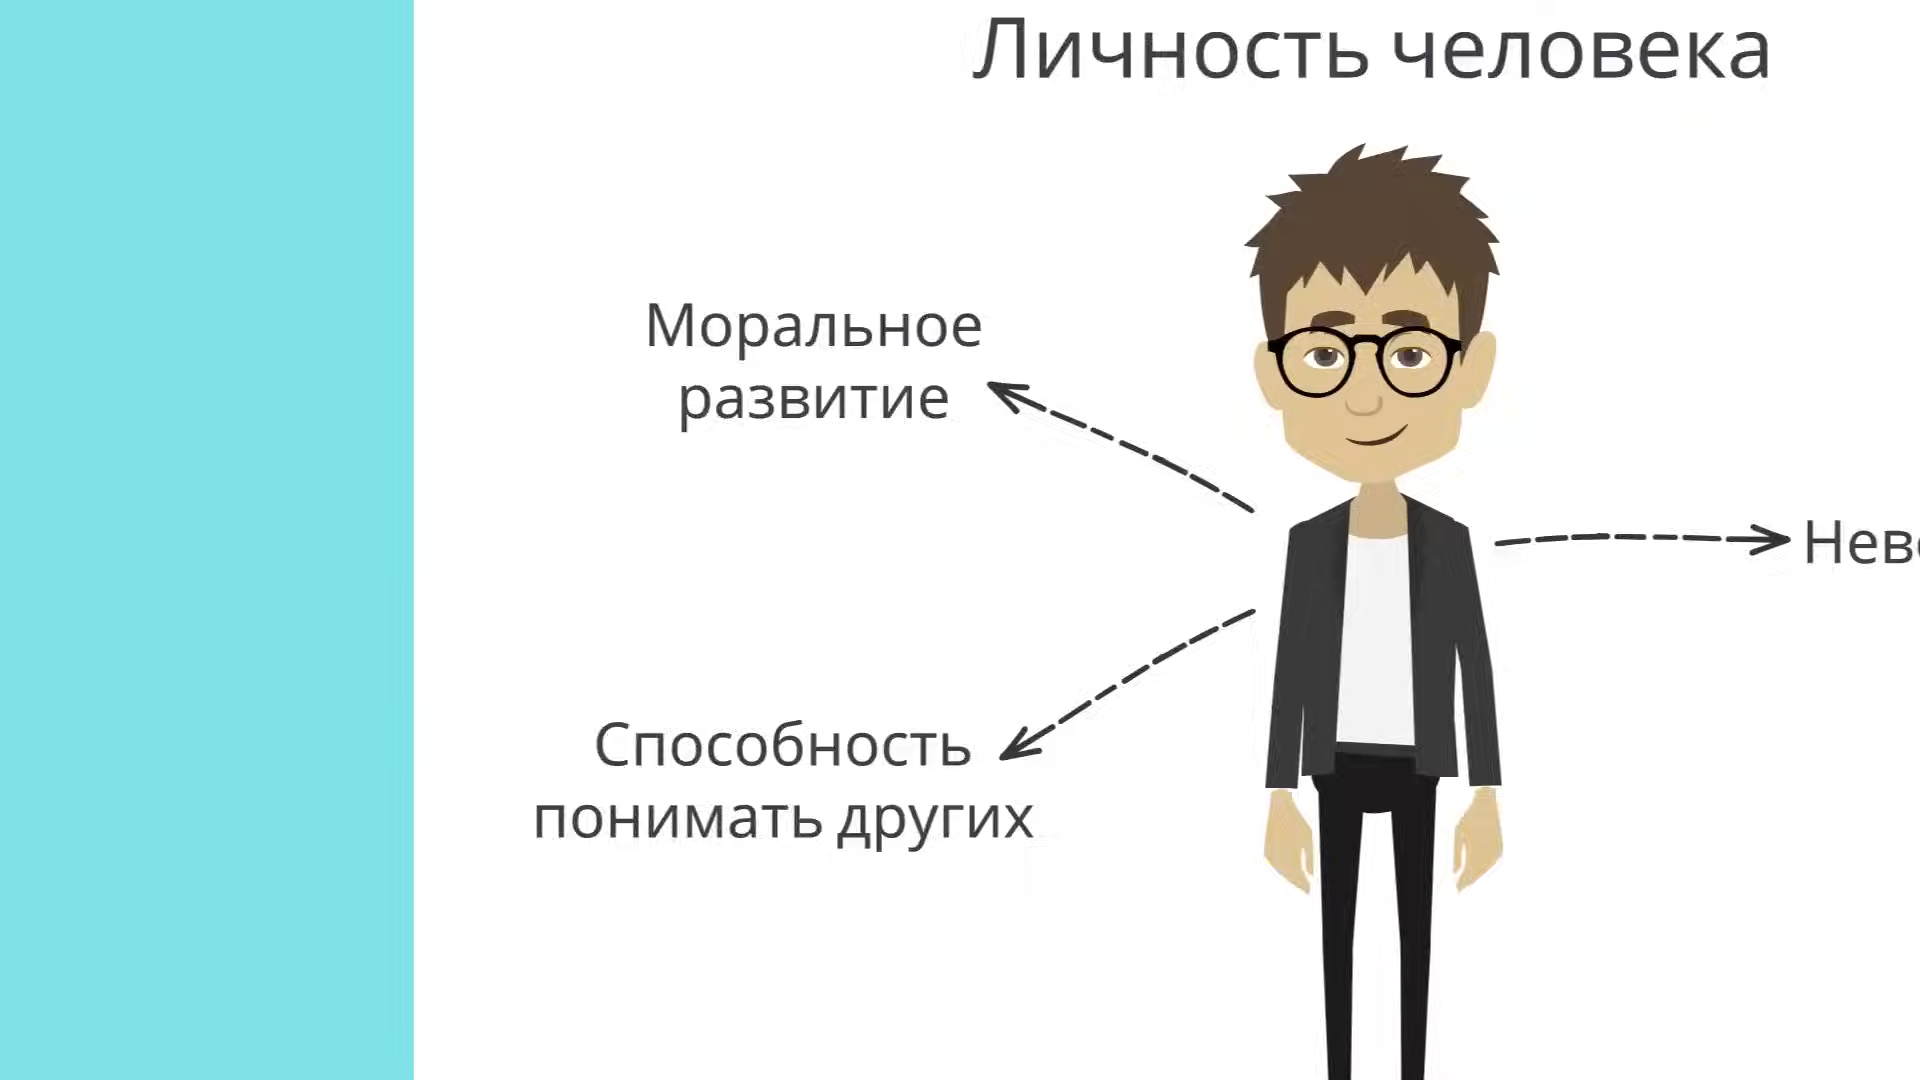 Личность человека
Моральное
развитие
Способность
понимать других